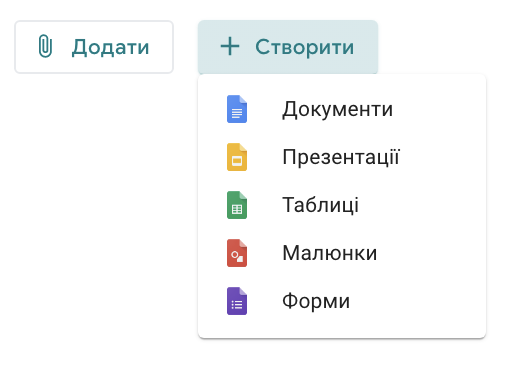 Додати
Створити
Документи
Презентації
Таблиці
Малюнки
Форми